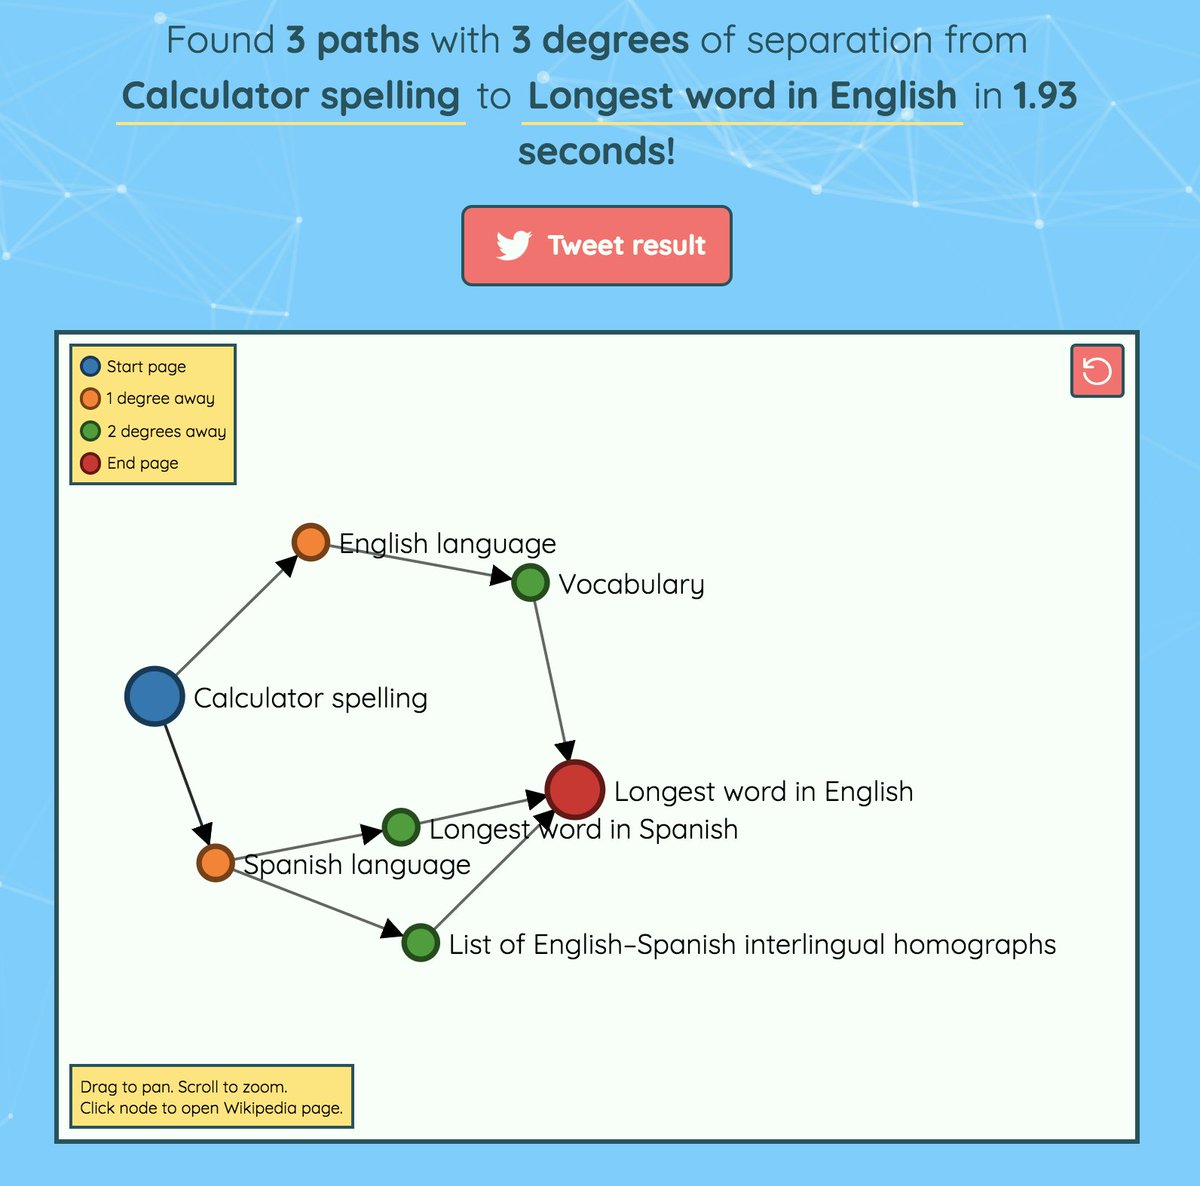 Found 3 paths with 3 degrees of separation from
Calculator spelling to Longest word in English in 1.93
seconds!
Tweet result
Start page
1 degree away
2 degrees away
End page
English language
Vocabulary
Calculator spelling
Longest word in English
Longest word in Spanish
Spanish language
List of English–Spanish interlingual homographs
Drag to pan. Scroll to zoom.
Click node to open Wikipedia page.